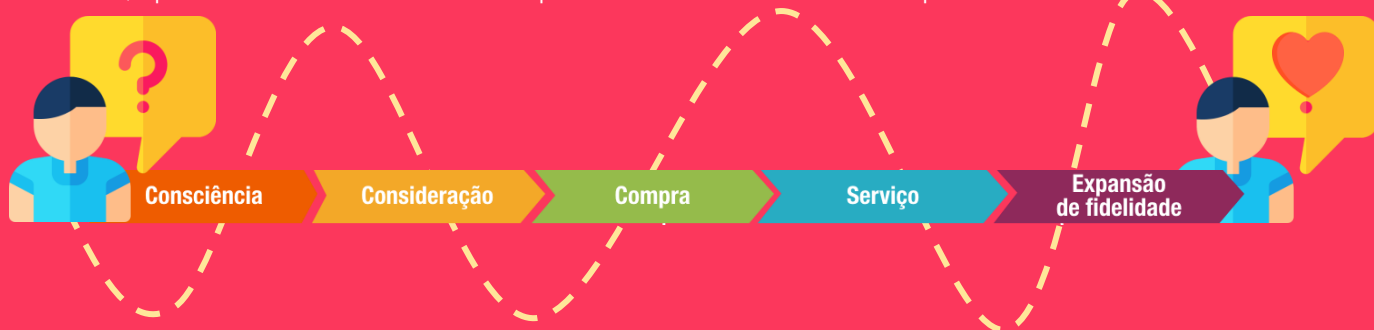 Consciência
Consideração
Compra
Serviço
Expansão
de fidelidade